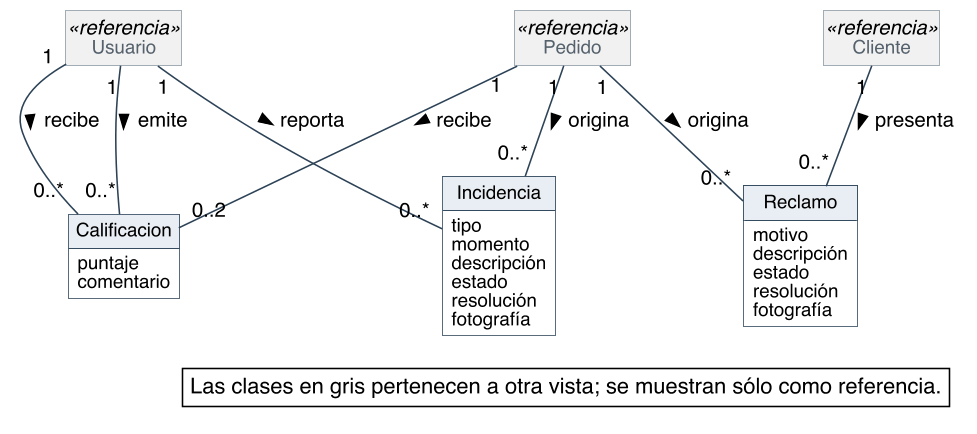 «referencia»
Usuario
«referencia»
Pedido
«referencia»
Cliente
1
1
1
1
1
1
1
recibe
emite
reporta
recibe
origina
origina
presenta
0..*
0..*
0..2
0..*
0..*
0..*
0..*
Calificacion
puntaje
comentario
Incidencia
tipo
momento
descripción
estado
resolución
fotografía
Reclamo
motivo
descripción
estado
resolución
fotografía
Las clases en gris pertenecen a otra vista; se muestran sólo como referencia.